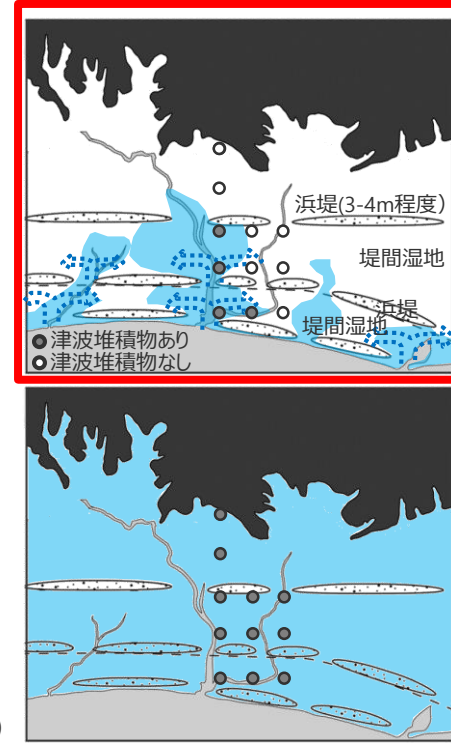 浜堤(3-4m程度）
堤間湿地
浜堤
堤間湿地
●津波堆積物あり
○津波堆積物なし
)